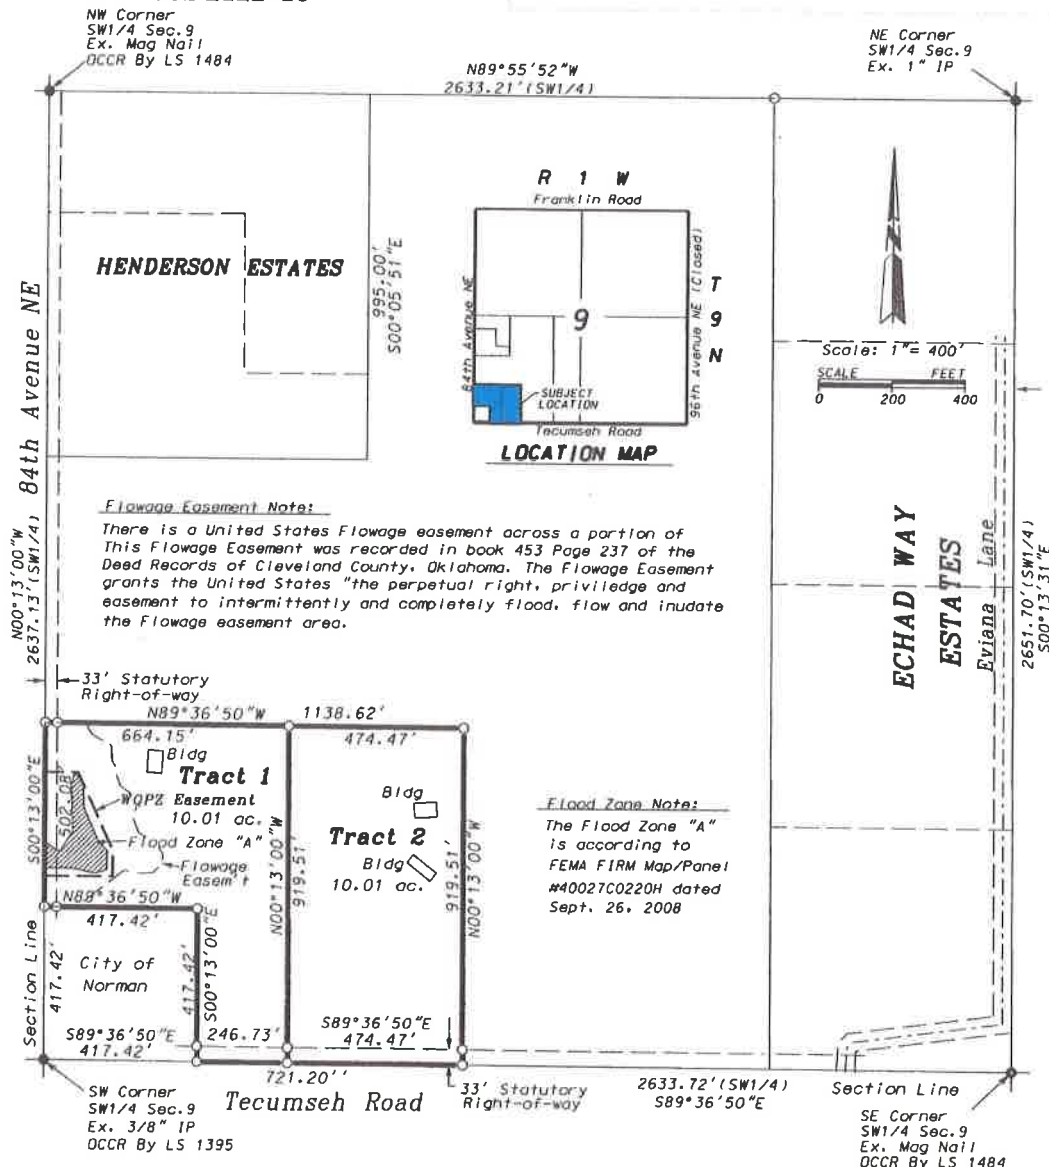 NW Corner
SW1/4 Sec.9
Ex. Mag Nail
OCCR By LS 1484
NE Corner
SW1/4 Sec.9
Ex. 1" IP
N89°55'52"W
2633.21'(SW1/4)
R 1 W
Franklin Road
HENDERSON ESTATES
995.00'
S00°05'51"E
84th Avenue NE
84th Avenue NE
9
96th Avenue NE (Closed)
T
9
N
SUBJECT
LOCATION
Tecumseh Road
LOCATION MAP
N
Scale: 1"= 400'
SCALE FEET
0 200 400
Flowage Easement Note:
There is a United States Flowage easement across a portion of
This Flowage Easement was recorded in book 453 Page 237 of the
Deed Records of Cleveland County, Oklahoma. The Flowage Easement
grants the United States "the perpetual right, priviledge and
easement to intermittently and completely flood, flow and inudate
the Flowage easement area.
N00°13'00"W
2637.13'(SW1/4)
ECHAD WAY
ESTATES
Eviana Lane
2651.70'(SW1/4)
S00°13'31"E
33' Statutory
Right-of-way
N89°36'50"W 1138.62'
664.15' 474.47'
Bldg
Tract 1
WQPZ Easement
10.01 ac.
Flood Zone "A"
Flowage
Easem't
S00°13'00"E
502.08'
N00°13'00"W
919.51'
Bldg
Tract 2
Bldg
10.01 ac.
919.51'
N00°13'00"W
Flood Zone Note:
The Flood Zone "A"
is according to
FEMA FIRM Map/Panel
#40027C0220H dated
Sept. 26, 2008
N89°36'50"W
417.42'
Section Line
417.42'
City of
Norman
417.42'
S00°13'00"E
S89°36'50"E
417.42'
246.73'
S89°36'50"E
474.47'
721.20''
Tecumseh Road
33' Statutory
Right-of-way
2633.72'(SW1/4)
S89°36'50"E
Section Line
SW Corner
SW1/4 Sec.9
Ex. 3/8" IP
OCCR By LS 1395
SE Corner
SW1/4 Sec.9
Ex. Mag Nail
OCCR By LS 1484